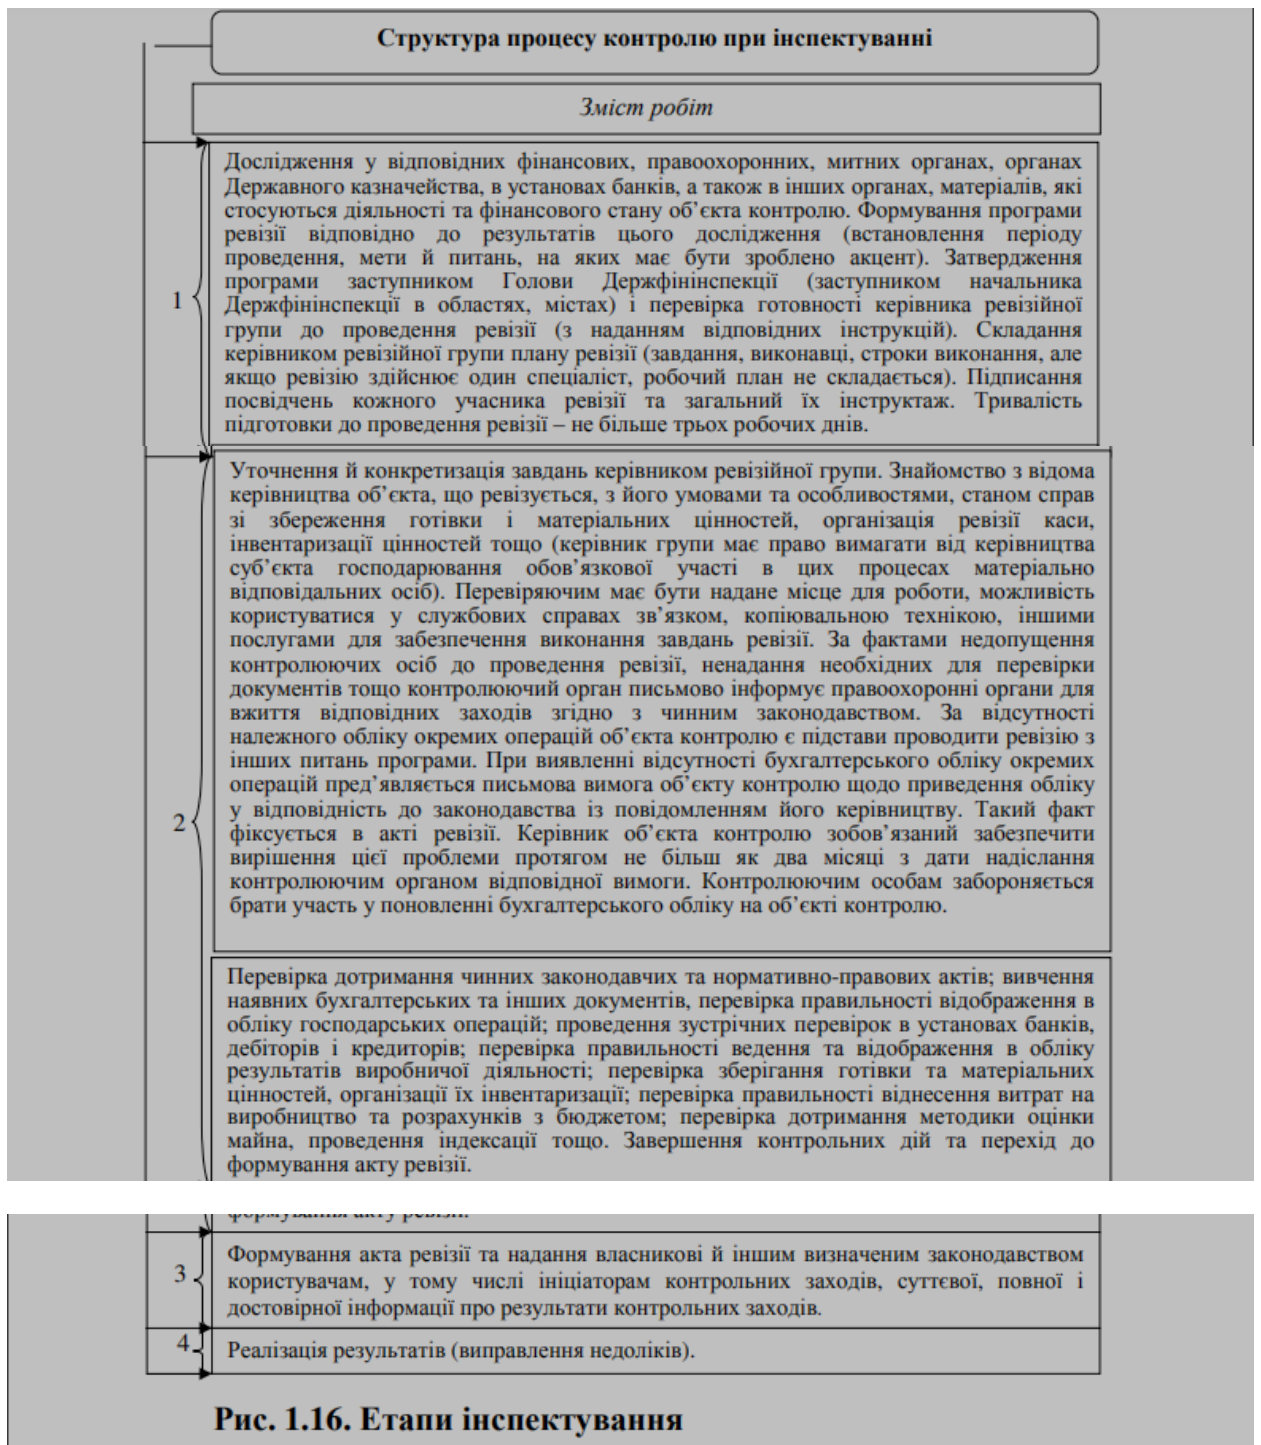 Структура процесу контролю при інспектуванні
Зміст робіт
Дослідження у відповідних фінансових, правоохоронних, митних органах, органах
Державного казначейства, в установах банків, а також в інших органах, матеріалів, які
стосуються діяльності та фінансового стану об’єкта контролю. Формування програми
ревізії відповідно до результатів цього дослідження (встановлення періоду
проведення, мети й питань, на яких має бути зроблено акцент). Затвердження
програми заступником Голови Держфінінспекції (заступником начальника
Держфінінспекції в областях, містах) і перевірка готовності керівника ревізійної
1
групи до проведення ревізії (з наданням відповідних інструкцій). Складання
керівником ревізійної групи плану ревізії (завдання, виконавці, строки виконання, але
якщо ревізію здійснює один спеціаліст, робочий план не складається). Підписання
посвідчень кожного учасника ревізії та загальний їх інструктаж. Тривалість
підготовки до проведення ревізії – не більше трьох робочих днів.
Уточнення й конкретизація завдань керівником ревізійної групи. Знайомство з відома
керівництва об’єкта, що ревізується, з його умовами та особливостями, станом справ
зі збереження готівки і матеріальних цінностей, організація ревізії каси,
інвентаризації цінностей тощо (керівник групи має право вимагати від керівництва
суб’єкта господарювання обов’язкової участі в цих процесах матеріально
відповідальних осіб). Перевіряючим має бути надане місце для роботи, можливість
користуватися у службових справах зв’язком, копіювальною технікою, іншими
послугами для забезпечення виконання завдань ревізії. За фактами недопущення
контролюючих осіб до проведення ревізії, ненадання необхідних для перевірки
документів тощо контролюючий орган письмово інформує правоохоронні органи для
вжиття відповідних заходів згідно з чинним законодавством. За відсутності
належного обліку окремих операцій об’єкта контролю є підстави проводити ревізію з
інших питань програми. При виявленні відсутності бухгалтерського обліку окремих
операцій пред’являється письмова вимога об’єкту контролю щодо приведення обліку
у відповідність до законодавства із повідомленням його керівництву. Такий факт
2
фіксується в акті ревізії. Керівник об’єкта контролю зобов’язаний забезпечити
вирішення цієї проблеми протягом не більш як два місяці з дати надіслання
контролюючим органом відповідної вимоги. Контролюючим особам забороняється
брати участь у поновленні бухгалтерського обліку на об’єкті контролю.
Перевірка дотримання чинних законодавчих та нормативно-правових актів; вивчення
наявних бухгалтерських та інших документів, перевірка правильності відображення в
обліку господарських операцій; проведення зустрічних перевірок в установах банків,
дебіторів і кредиторів; перевірка правильності ведення та відображення в обліку
результатів виробничої діяльності; перевірка зберігання готівки та матеріальних
цінностей, організації їх інвентаризації; перевірка правильності віднесення витрат на
виробництво та розрахунків з бюджетом; перевірка дотримання методики оцінки
майна, проведення індексації тощо. Завершення контрольних дій та перехід до
формування акту ревізії.
формування акту ревізії.
Формування акта ревізії та надання власникові й іншим визначеним законодавством
3
користувачам, у тому числі ініціаторам контрольних заходів, суттєвої, повної і
достовірної інформації про результати контрольних заходів.
4
Реалізація результатів (виправлення недоліків).
Рис. 1.16. Етапи інспектування